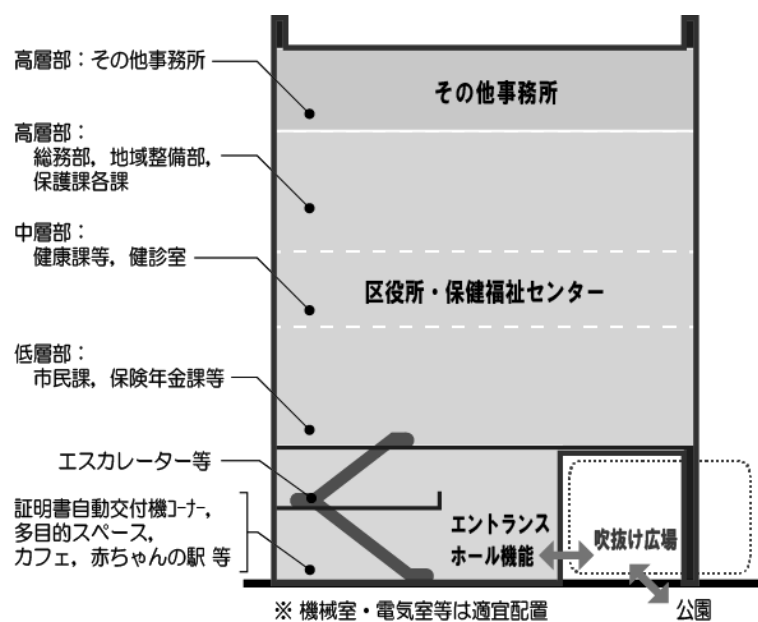 高層部：その他事務所
その他事務所
高層部：
総務部，地域整備部，
保護課各課
中層部：
健康課等，健診室
区役所・保健福祉センター
低層部：
市民課，保険年金課等
エスカレーター等
証明書自動交付機ｺｰﾅｰ，
多目的スペース，
カフェ，赤ちゃんの駅 等
エントランス
ホール機能
吹抜け広場
※ 機械室・電気室等は適宜配置
公園